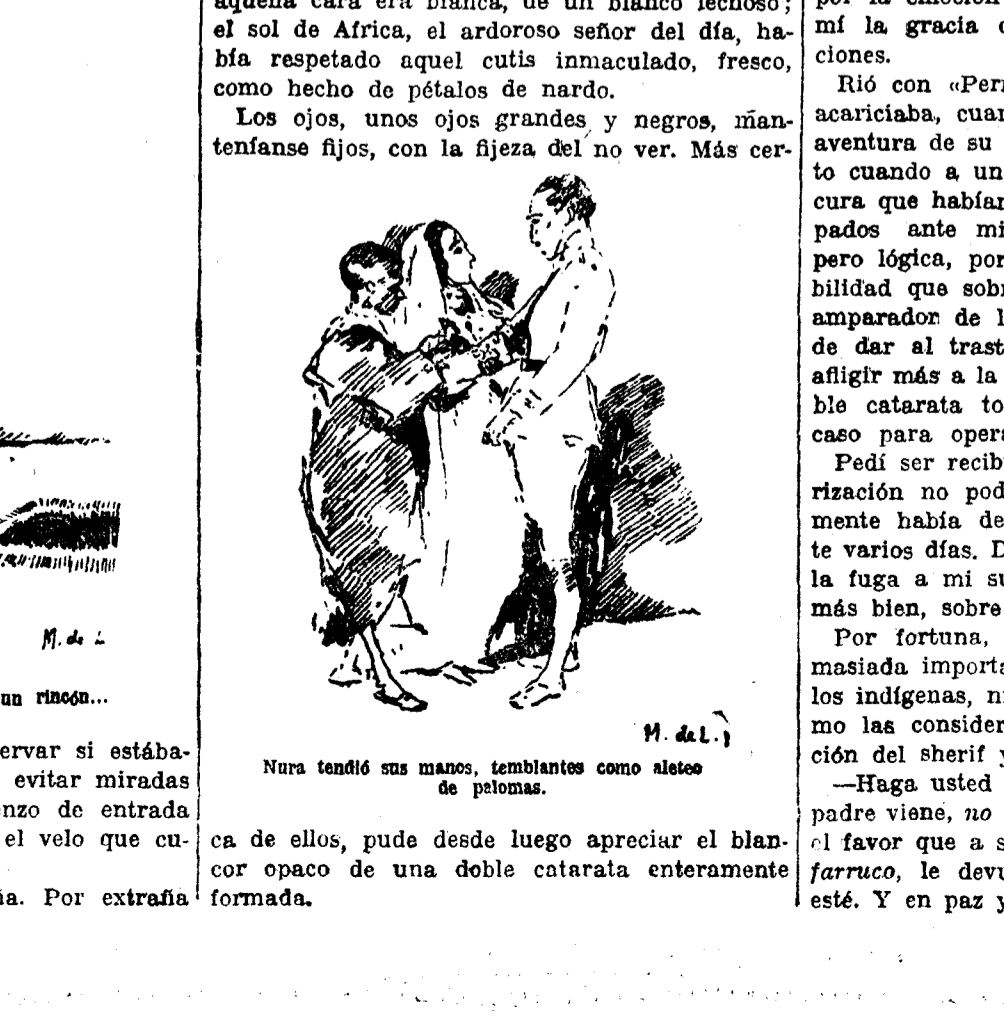 M. de L
un rincón...
ervar si estába-
evitar miradas
nzo de entrada
el velo que cu-
ía. Por extraña
aquella cara era blanca, de un blanco lechoso;
el sol de Africa, el ardoroso señor del día, ha-
bía respetado aquel cutis inmaculado, fresco,
como hecho de pétalos de nardo.
Los ojos, unos ojos grandes y negros, man-
teníanse fijos, con la fijeza del no ver. Más cer-
M. de L.
Nura tendió sus manos, temblantes como aleteo
de palomas.
ca de ellos, pude desde luego apreciar el blan-
cor opaco de una doble catarata enteramente
formada.
por la emoción
mí la gracia
ciones.
Rió con «Per
acariciaba, cuan
aventura de su
to cuando a un
cura que habían
pados ante mi
pero lógica, por
bilidad que sob
amparador de l
de dar al trast
afligir más a la
ble catarata to
caso para opera
Pedí ser recib
rización no pod
mente había de
te varios días. D
la fuga a mi su
más bien, sobre
Por fortuna,
masiada importa
los indígenas, n
mo las consider
ción del sherif y
—Haga usted
padre viene, no
el favor que a s
farruco, le devu
esté. Y en paz y